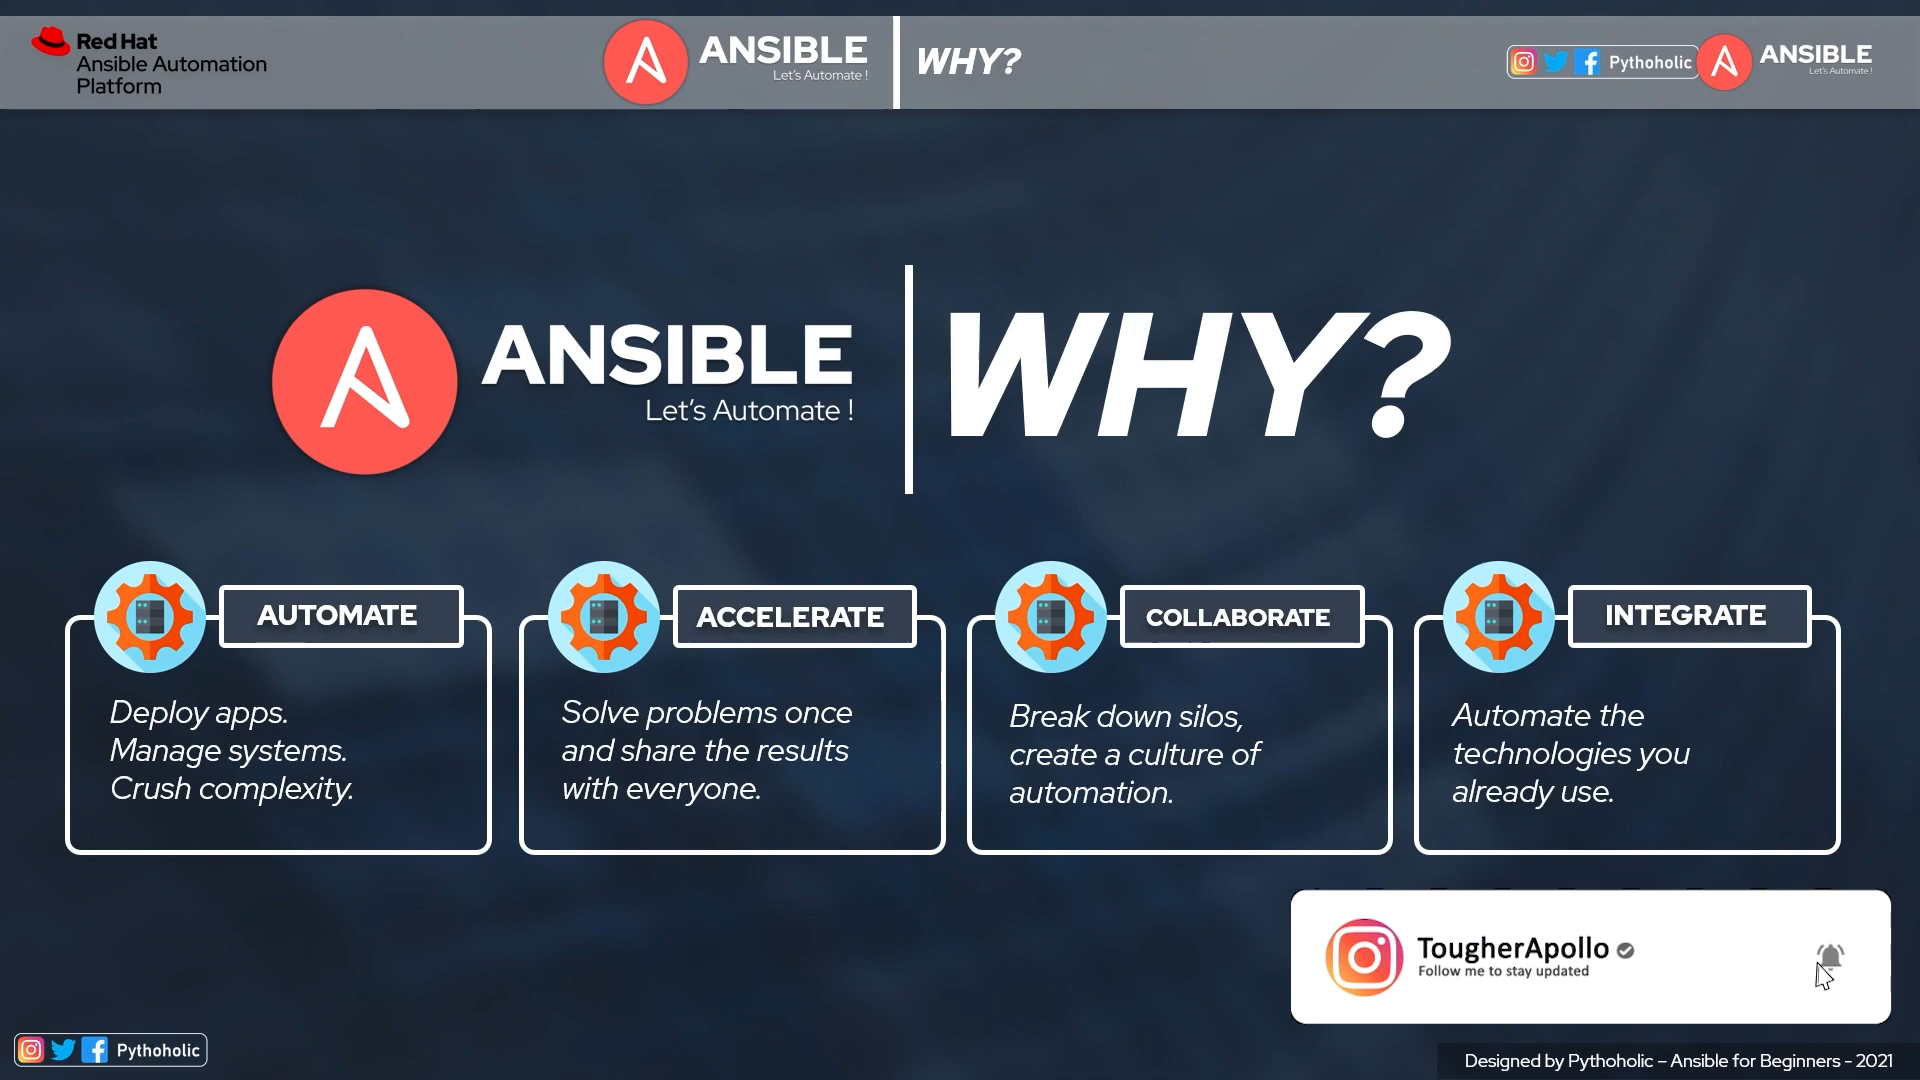 Red Hat
Ansible Automation
Platform
ANSIBLE
Let's Automate !
WHY?
Pythoholic
ANSIBLE
Let's Automate !
ANSIBLE
Let's Automate !
WHY?
AUTOMATE
Deploy apps.
Manage systems.
Crush complexity.
ACCELERATE
Solve problems once
and share the results
with everyone.
COLLABORATE
Break down silos,
create a culture of
automation.
INTEGRATE
Automate the
technologies you
already use.
TougherApollo
Follow me to stay updated
Pythoholic
Designed by Pythoholic – Ansible for Beginners - 2021